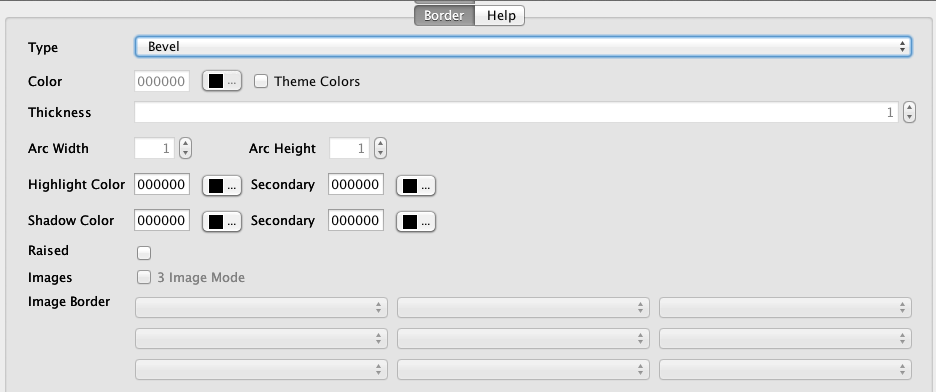 Border Help
Type Bevel
Color 000000 ... Theme Colors
Thickness 1
Arc Width 1 Arc Height 1
Highlight Color 000000 ... Secondary 000000 ...
Shadow Color 000000 ... Secondary 000000 ...
Raised
Images 3 Image Mode
Image Border